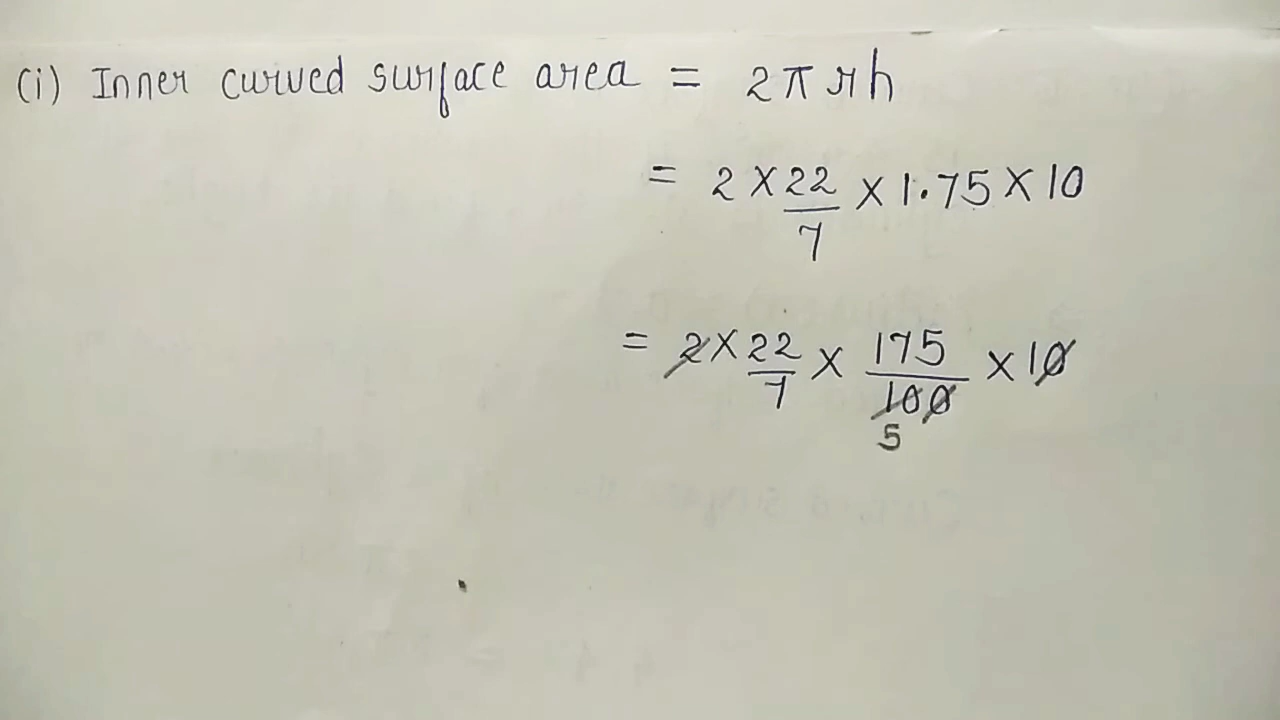 (i) Inner curved surface area = 2πrh
= 2 × 22/7 × 1.75 × 10
= 2 × 22/7 × 175/100 × 10
5